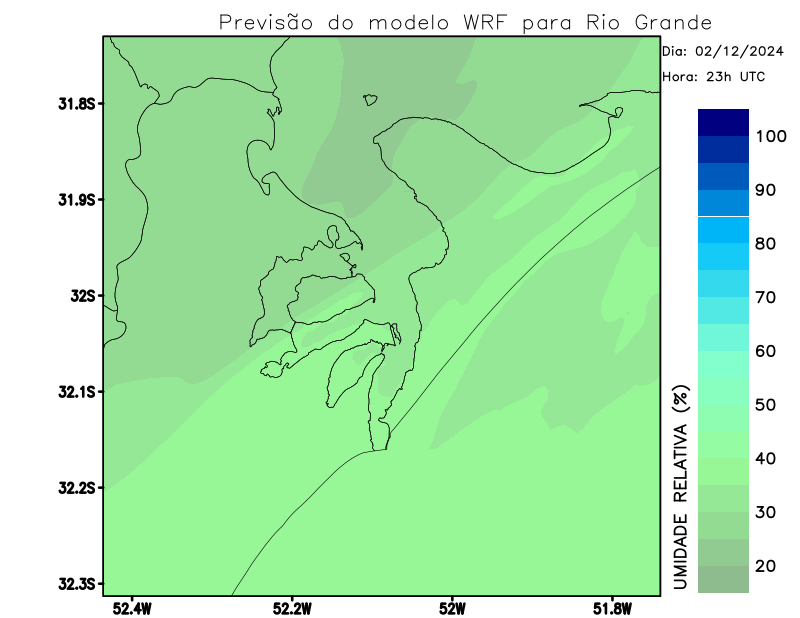 Previsão do modelo WRF para Rio Grande
Dia: 02/12/2024
Hora: 23h UTC
31.8S
31.9S
32S
32.1S
32.2S
32.3S
52.4W
52.2W
52W
51.8W
100
90
80
70
60
50
40
30
20
UMIDADE RELATIVA (%)